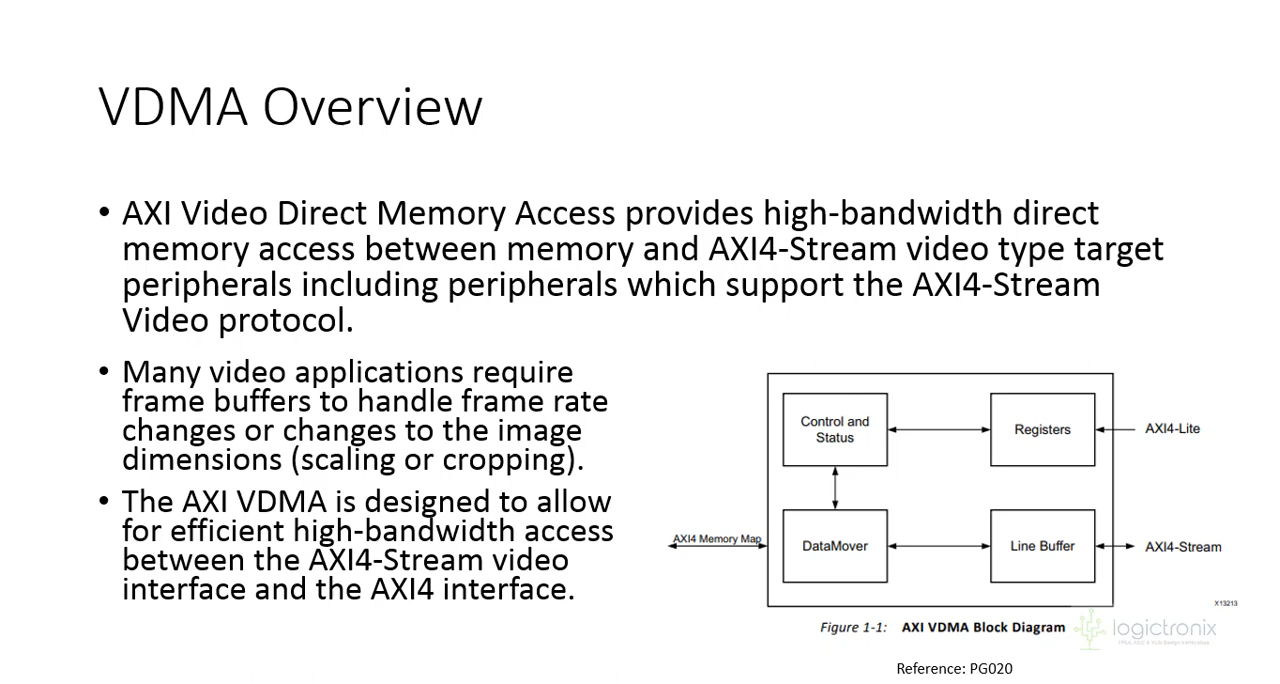 VDMA Overview
• AXI Video Direct Memory Access provides high-bandwidth direct
memory access between memory and AXI4-Stream video type target
peripherals including peripherals which support the AXI4-Stream
Video protocol.
• Many video applications require
frame buffers to handle frame rate
changes or changes to the image
dimensions (scaling or cropping).
• The AXI VDMA is designed to allow
for efficient high-bandwidth access
between the AXI4-Stream video
interface and the AXI4 interface.
Control and
Status
Registers
AXI4-Lite
AXI4 Memory Map
DataMover
Line Buffer
AXI4-Stream
X13213
Figure 1-1: AXI VDMA Block Diagram
logictronix
Reference: PG020